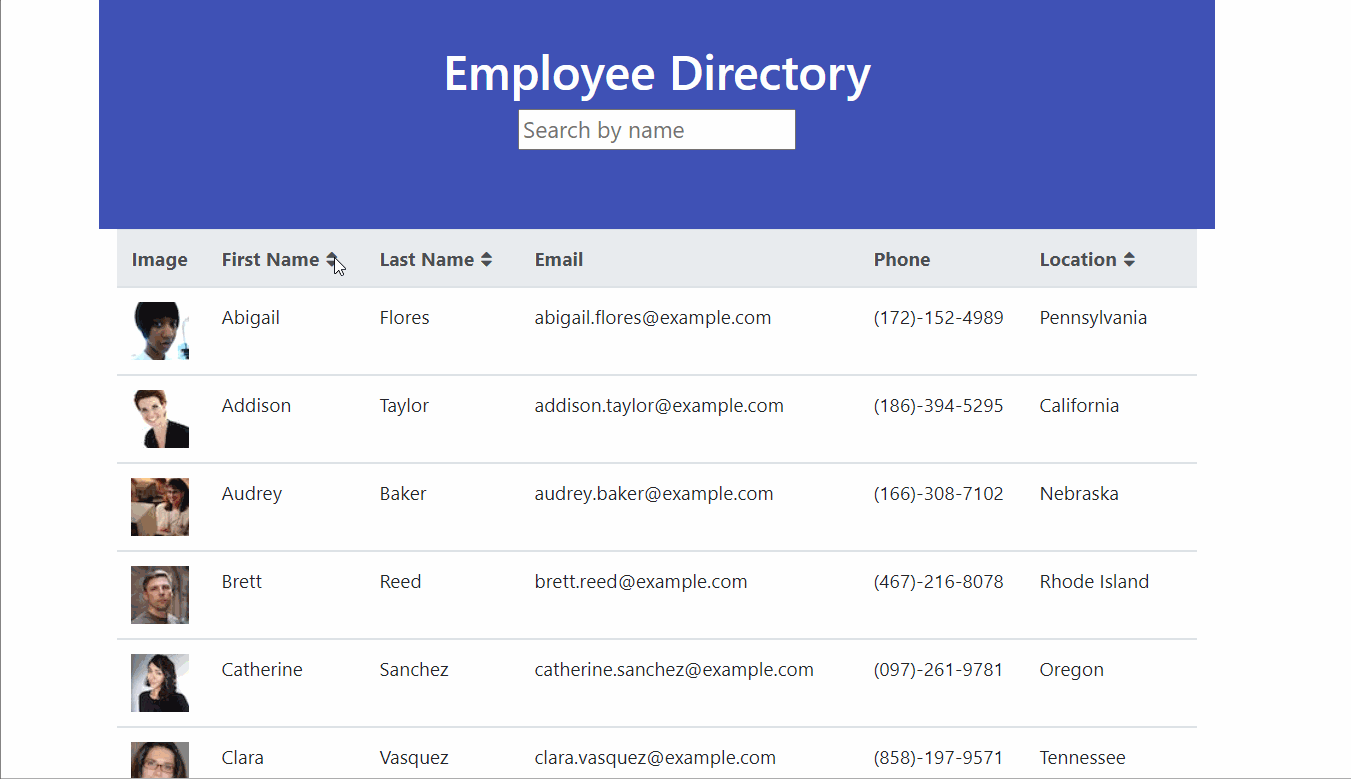 Employee Directory
Search by name
Image First Name Last Name Email Phone Location
Abigail Flores abigail.flores@example.com (172)-152-4989 Pennsylvania
Addison Taylor addison.taylor@example.com (186)-394-5295 California
Audrey Baker audrey.baker@example.com (166)-308-7102 Nebraska
Brett Reed brett.reed@example.com (467)-216-8078 Rhode Island
Catherine Sanchez catherine.sanchez@example.com (097)-261-9781 Oregon
Clara Vasquez clara.vasquez@example.com (858)-197-9571 Tennessee